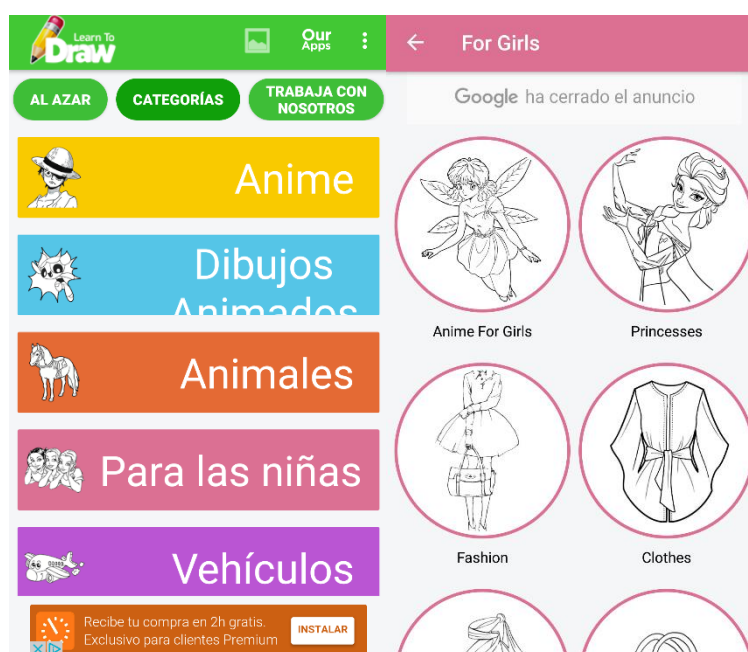 Learn To
Draw
Our
Apps
AL AZAR
CATEGORÍAS
TRABAJA CON
NOSOTROS
Anime
Dibujos
Animados
Animales
Para las niñas
Vehículos
Recibe tu compra en 2h gratis.
Exclusivo para clientes Premium
INSTALAR
For Girls
Google ha cerrado el anuncio
Anime For Girls
Princesses
Fashion
Clothes